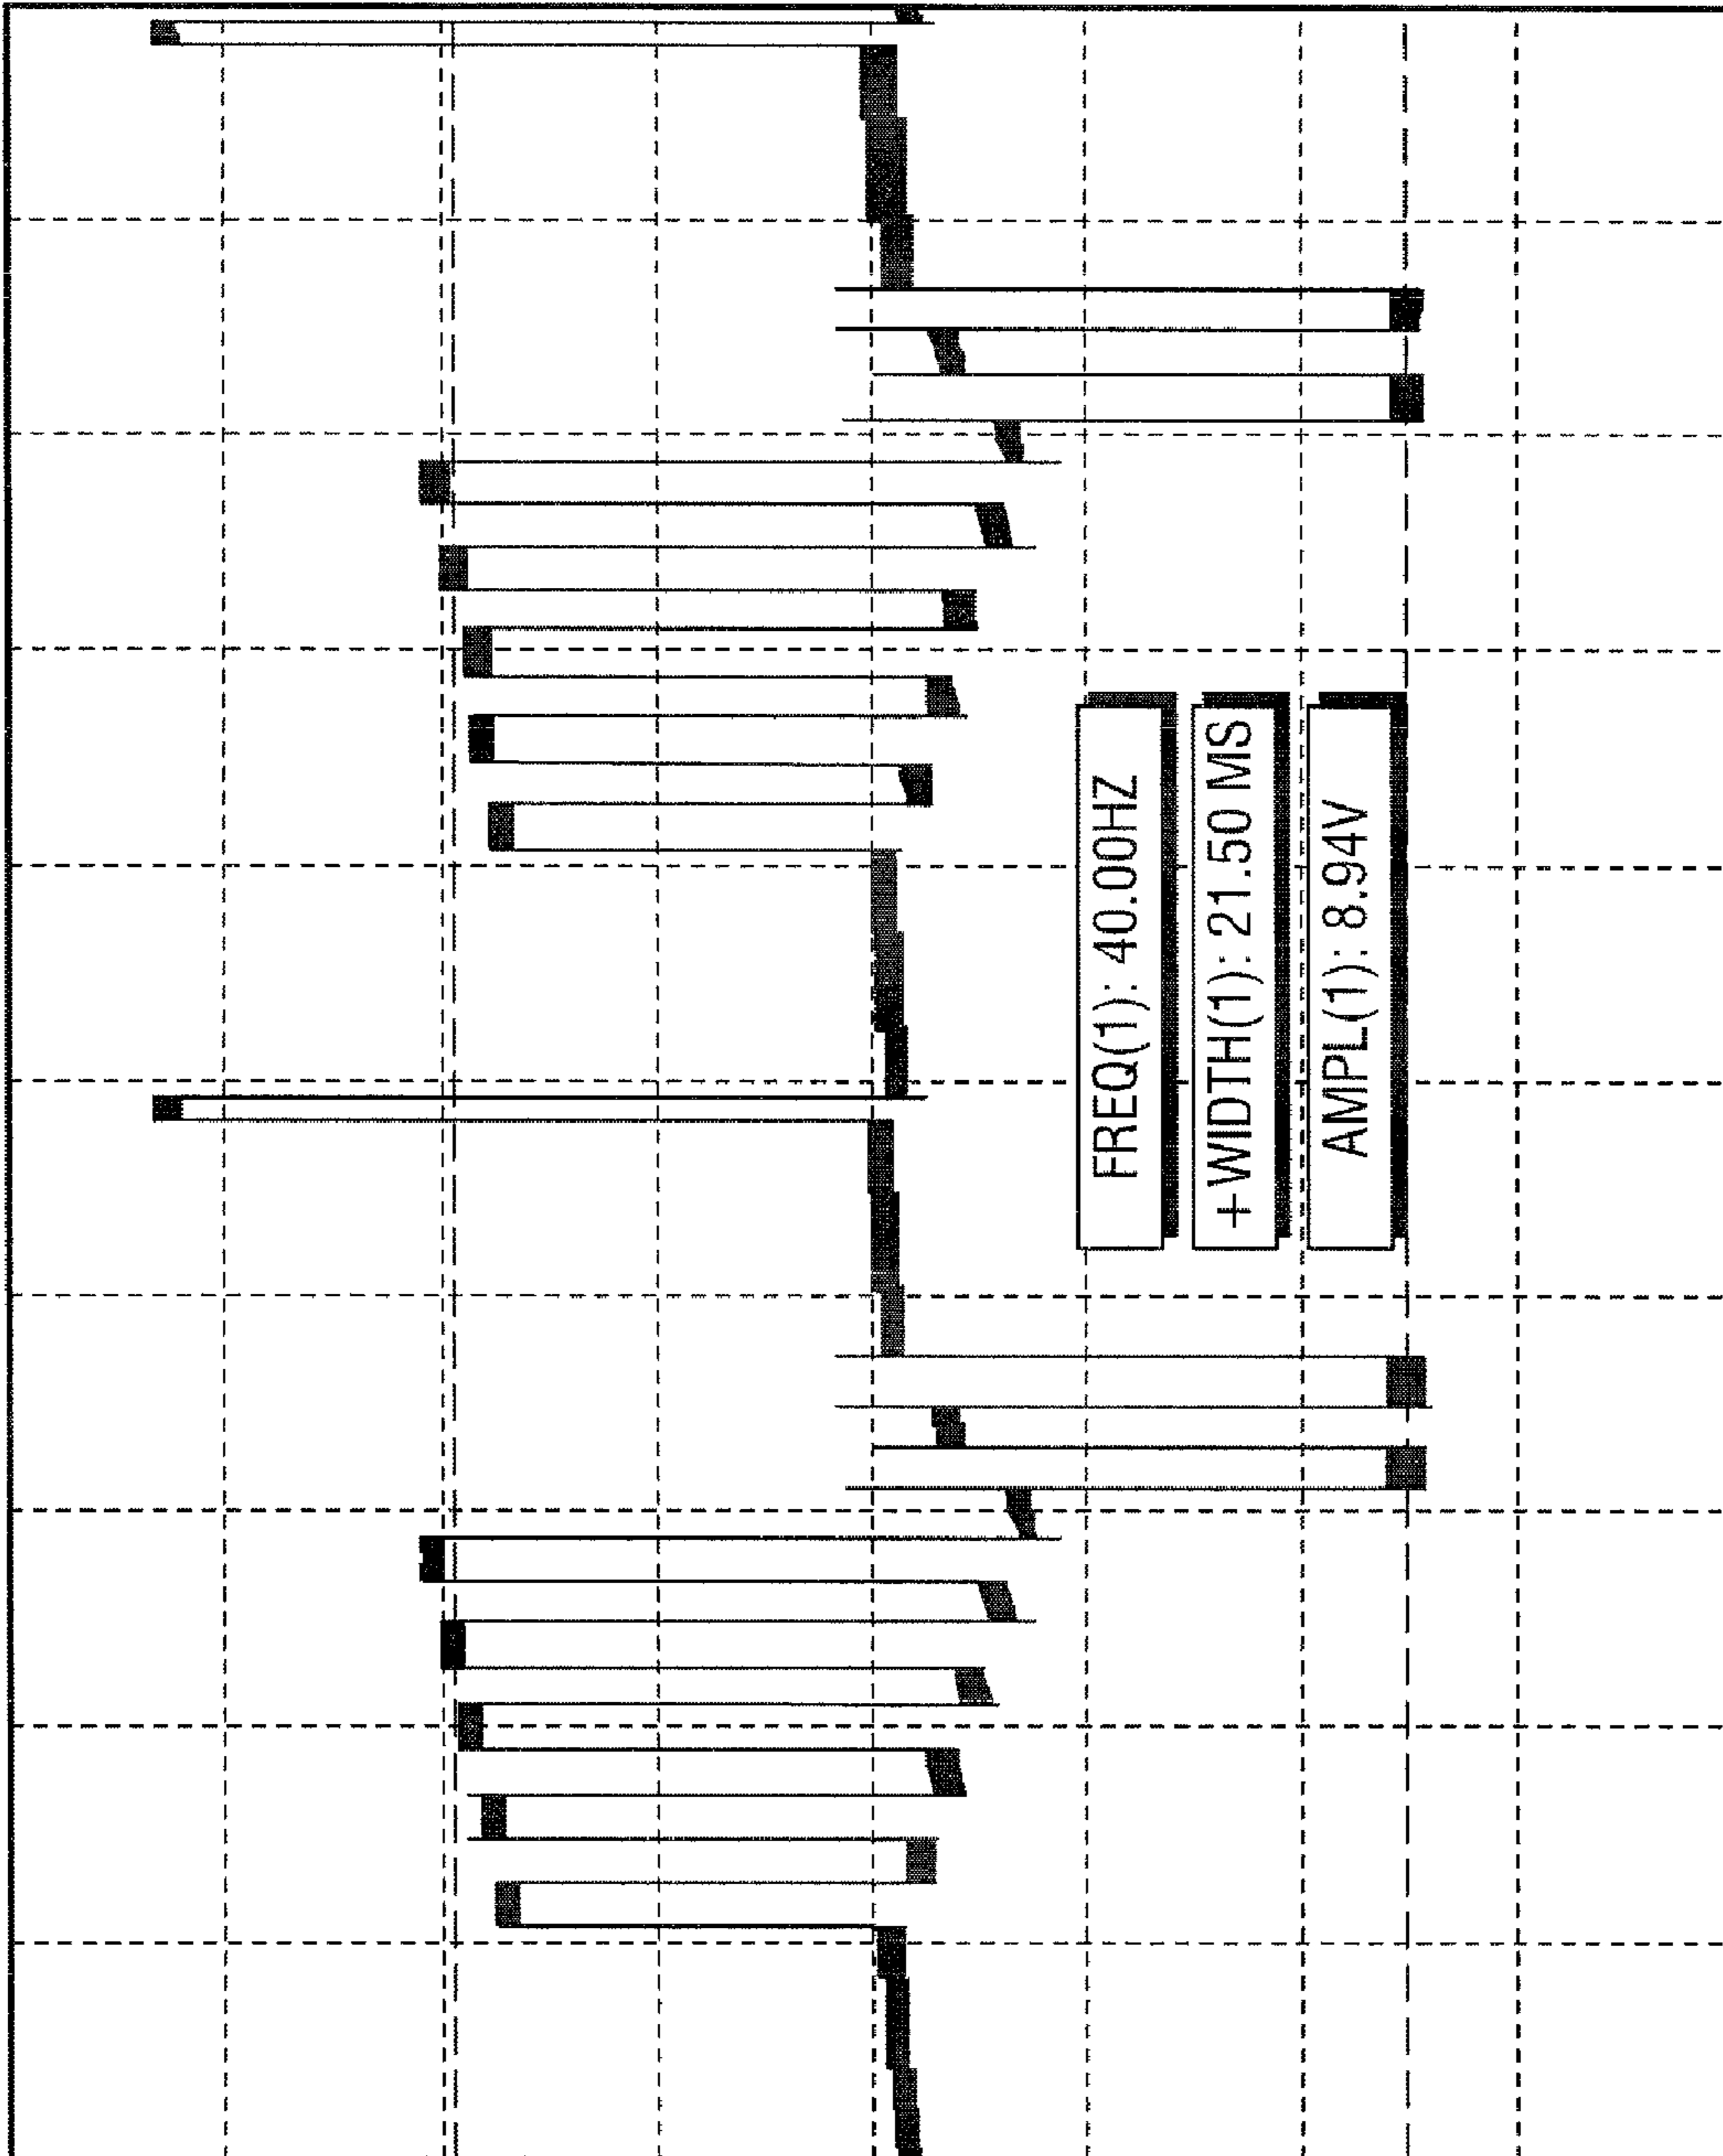 FREQ(1): 40.00HZ
+WIDTH(1): 21.50 MS
AMPL(1): 8.94V